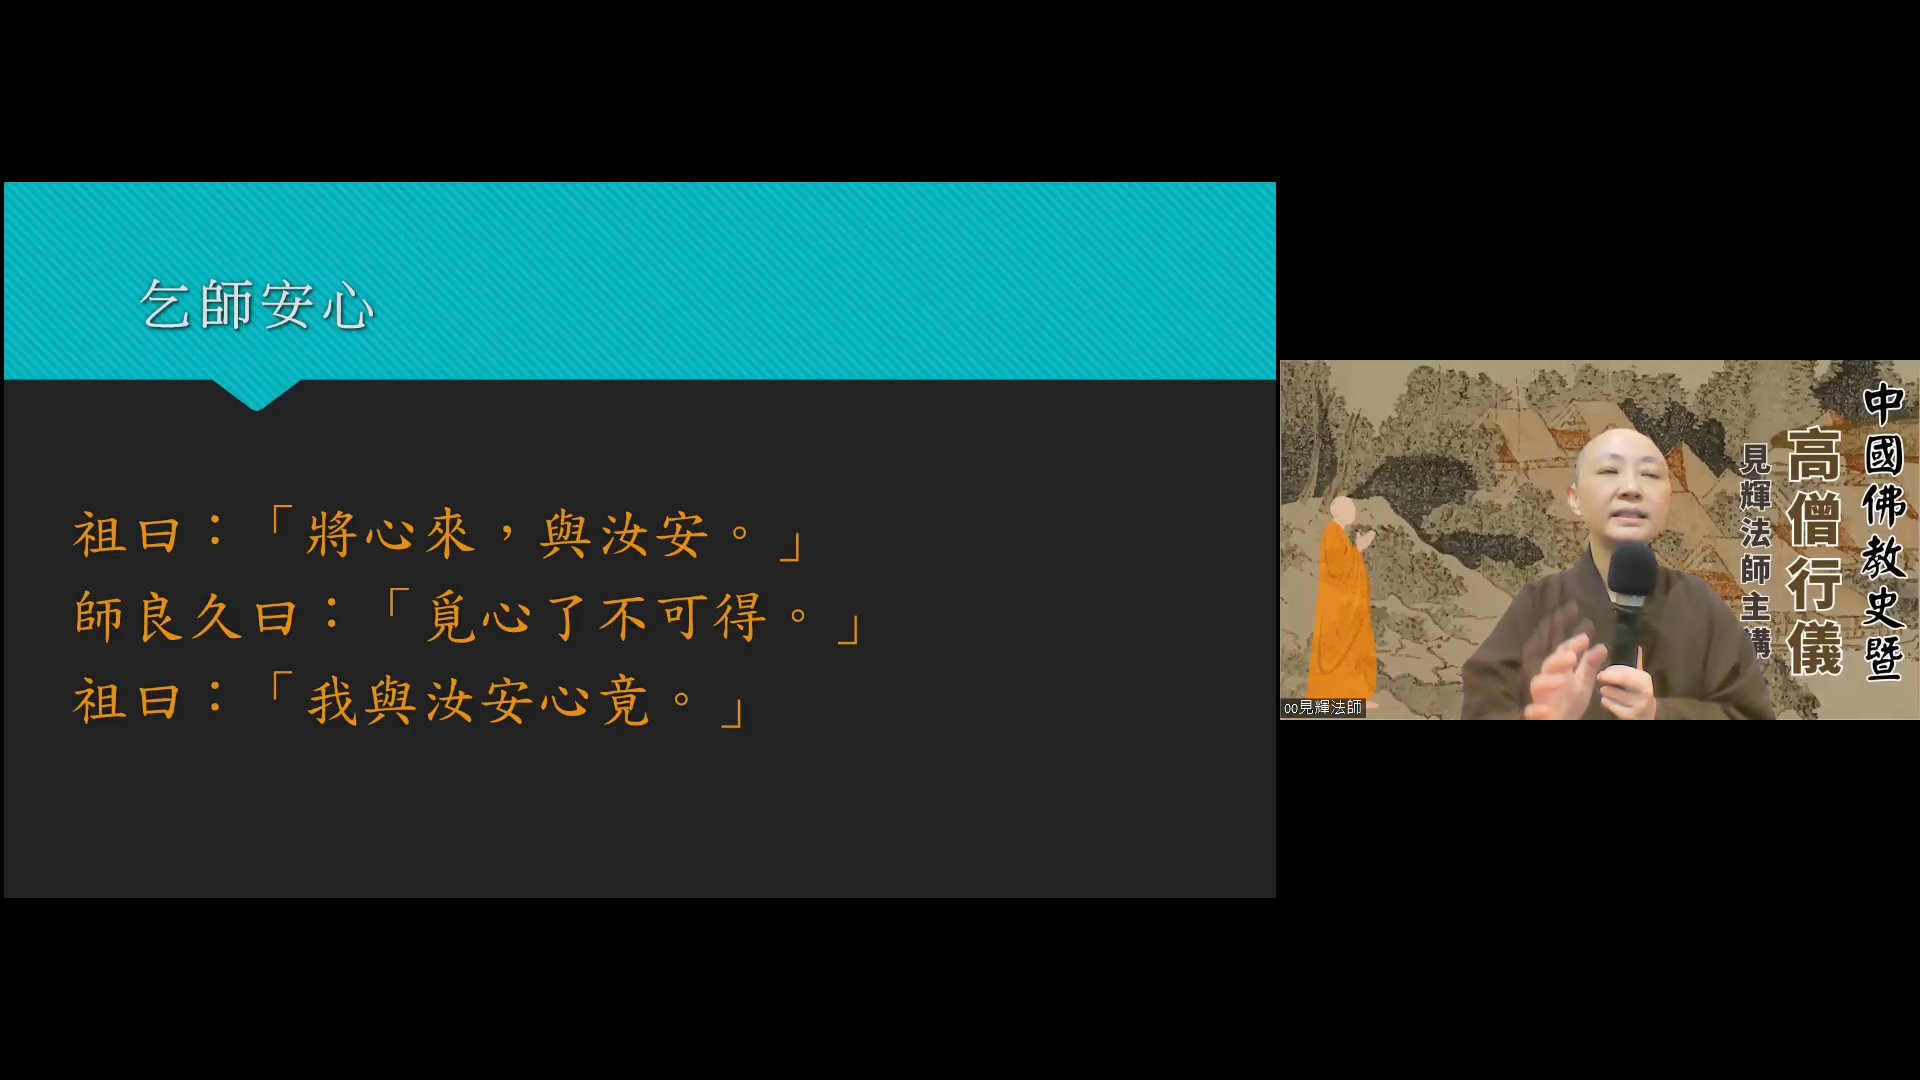 乞師安心
祖曰：「將心來，與汝安。」
師良久曰：「覓心了不可得。」
祖曰：「我與汝安心竟。」
中國佛教史暨
高僧行儀
見輝法師主講
oo見輝法師